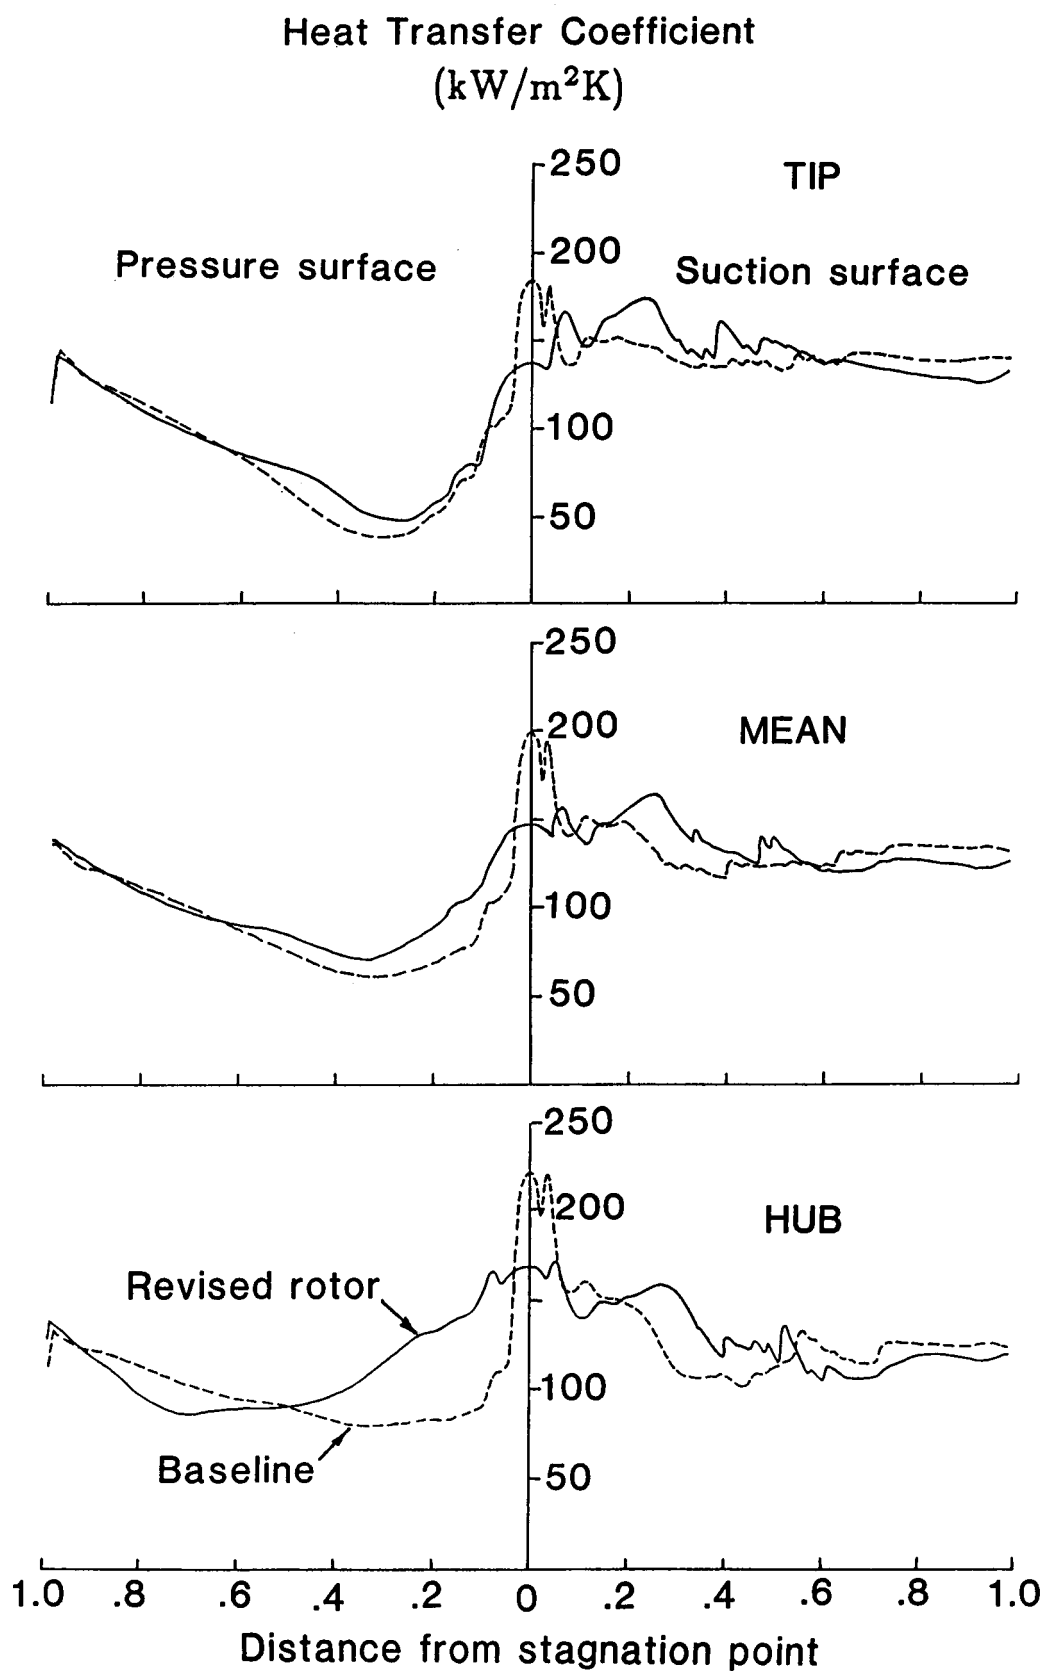 Heat Transfer Coefficient
(kW/m²K)
250
TIP
200
Pressure surface
Suction surface
100
50
250
200
MEAN
100
50
250
200
HUB
Revised rotor
100
Baseline
50
1.0 .8 .6 .4 .2 0 .2 .4 .6 .8 1.0
Distance from stagnation point